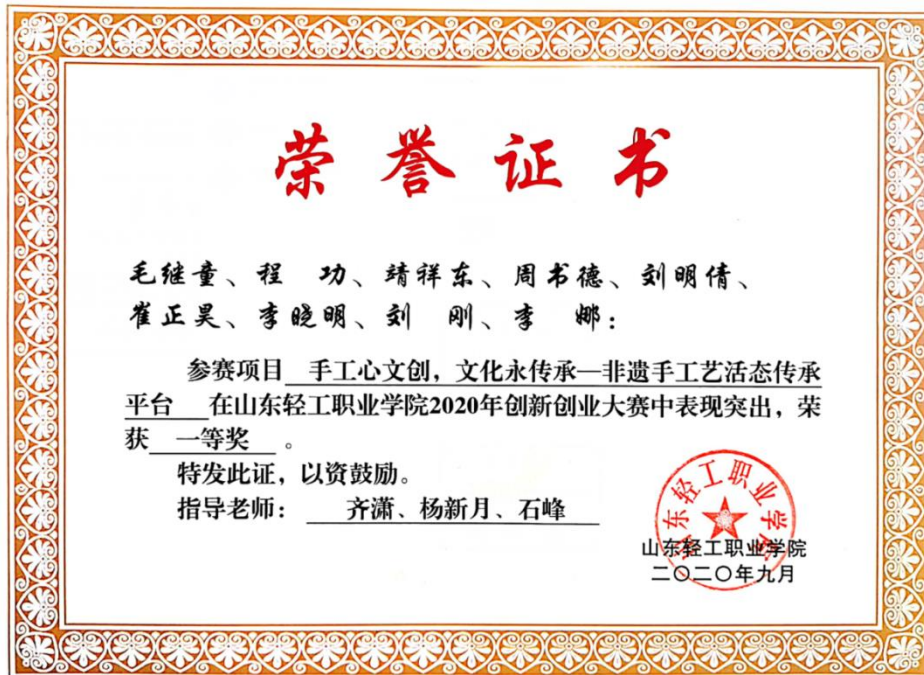 荣誉证书
毛继童、程 功、靖祥东、周书德、刘明倩、
崔正昊、李晓明、刘 刚、李 娜：
参赛项目 手工心文创，文化永传承—非遗手工艺活态传承
平台 在山东轻工职业学院2020年创新创业大赛中表现突出，荣
获 一等奖 。
特发此证，以资鼓励。
指导老师： 齐潇、杨新月、石峰
山东轻工职业学院
山东轻工职业学院
二〇二〇年九月